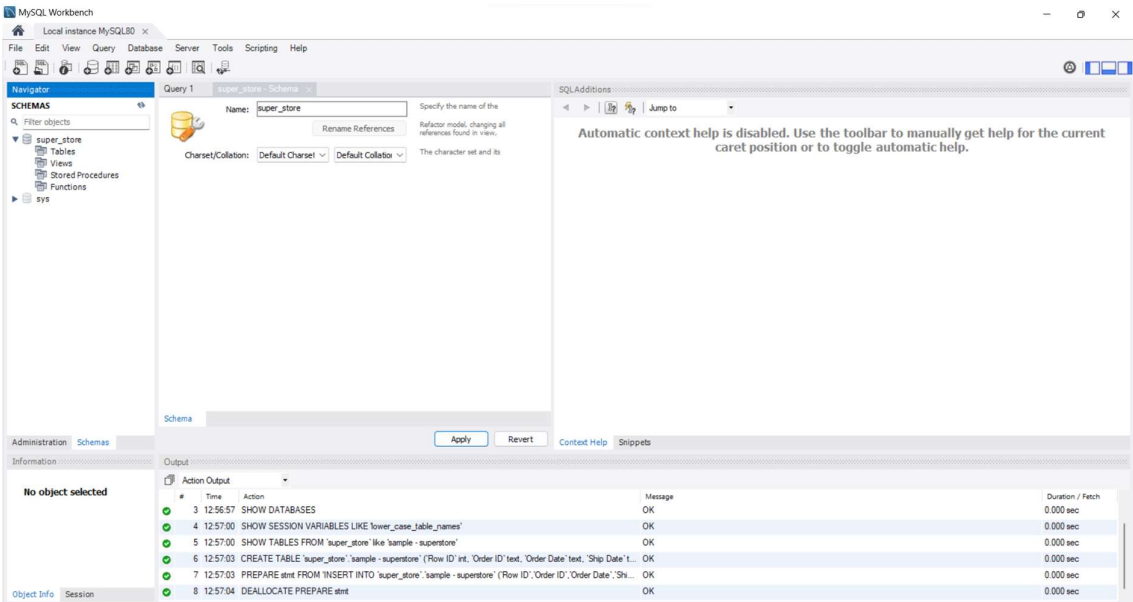 MySQL Workbench
Local instance MySQL80
File Edit View Query Database Server Tools Scripting Help
Navigator
SCHEMAS
Filter objects
super_store
Tables
Views
Stored Procedures
Functions
sys
Administration Schemas
Information
No object selected
Object Info Session
Query 1 super_store - Schema
Name: super_store
Specify the name of the
Rename References
Refactor model, changing all
references found in view,
Charset/Collation: Default Charset Default Collation
The character set and its
Schema
Apply Revert
SQLAdditions
Jump to
Automatic context help is disabled. Use the toolbar to manually get help for the current
caret position or to toggle automatic help.
Context Help Snippets
Output
Action Output
# Time Action Message Duration / Fetch
3 12:56:57 SHOW DATABASES OK 0.000 sec
4 12:57:00 SHOW SESSION VARIABLES LIKE 'lower_case_table_names' OK 0.000 sec
5 12:57:00 SHOW TABLES FROM `super_store` like 'sample - superstore' OK 0.000 sec
6 12:57:03 CREATE TABLE `super_store`.`sample - superstore` (`Row ID` int, `Order ID` text, `Order Date` text, `Ship Date` t... OK 0.000 sec
7 12:57:03 PREPARE stmt FROM 'INSERT INTO `super_store`.`sample - superstore` (`Row ID`,`Order ID`,`Order Date`,`Shi... OK 0.000 sec
8 12:57:04 DEALLOCATE PREPARE stmt OK 0.000 sec